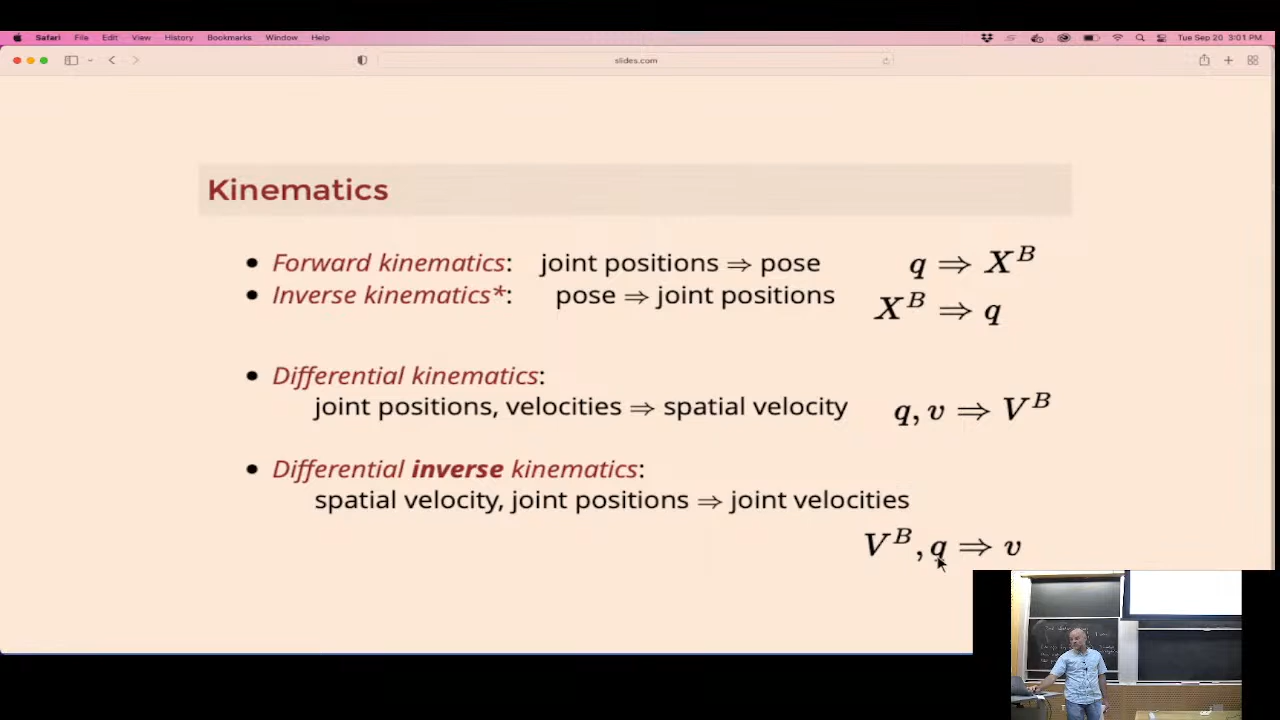 Safari File Edit View History Bookmarks Window Help Tue Sep 20 3:01 PM
slides.com
Kinematics
• Forward kinematics: joint positions ⇒ pose q ⇒ X^B
• Inverse kinematics*: pose ⇒ joint positions X^B ⇒ q
• Differential kinematics:
joint positions, velocities ⇒ spatial velocity q, v ⇒ V^B
• Differential inverse kinematics:
spatial velocity, joint positions ⇒ joint velocities
V^B, q ⇒ v